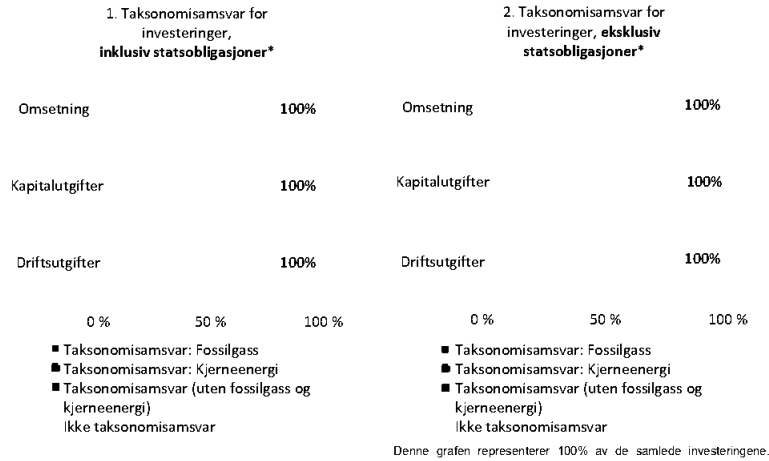 1. Taksonomisamsvar for
investeringer,
inklusiv statsobligasjoner*
Omsetning 100%
Kapitalutgifter 100%
Driftsutgifter 100%
0 % 50 % 100 %
Taksonomisamsvar: Fossilgass
Taksonomisamsvar: Kjerneenergi
Taksonomisamsvar (uten fossilgass og
kjerneenergi)
Ikke taksonomisamsvar
2. Taksonomisamsvar for
investeringer, eksklusiv
statsobligasjoner*
Omsetning 100%
Kapitalutgifter 100%
Driftsutgifter 100%
0 % 50 % 100 %
Taksonomisamsvar: Fossilgass
Taksonomisamsvar: Kjerneenergi
Taksonomisamsvar (uten fossilgass og
kjerneenergi)
Ikke taksonomisamsvar
Denne grafen representerer 100% av de samlede investeringene.